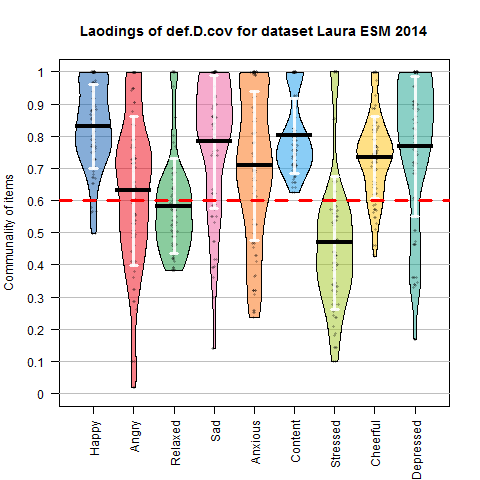 Laodings of def.D.cov for dataset Laura ESM 2014
Communality of items
1
0.9
0.8
0.7
0.6
0.5
0.4
0.3
0.2
0.1
0
Happy
Angry
Relaxed
Sad
Anxious
Content
Stressed
Cheerful
Depressed